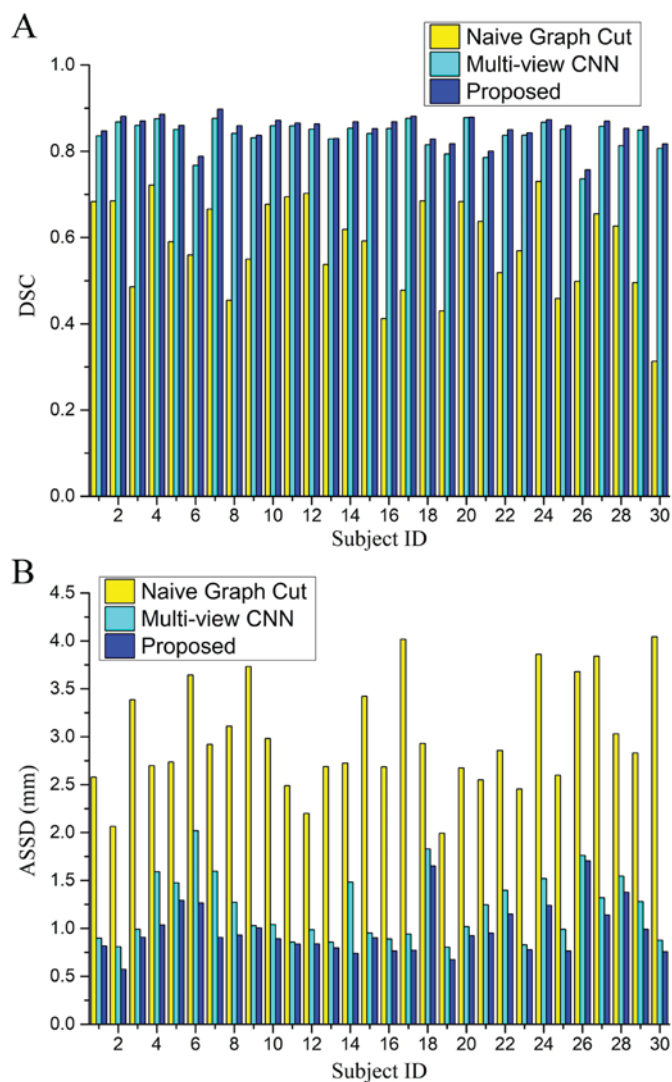 A
Naive Graph Cut
Multi-view CNN
Proposed
1.0
0.8
0.6
0.4
0.2
0.0
DSC
2 4 6 8 10 12 14 16 18 20 22 24 26 28 30
Subject ID
B
Naive Graph Cut
Multi-view CNN
Proposed
4.5
4.0
3.5
3.0
2.5
2.0
1.5
1.0
0.5
0.0
ASSD (mm)
2 4 6 8 10 12 14 16 18 20 22 24 26 28 30
Subject ID